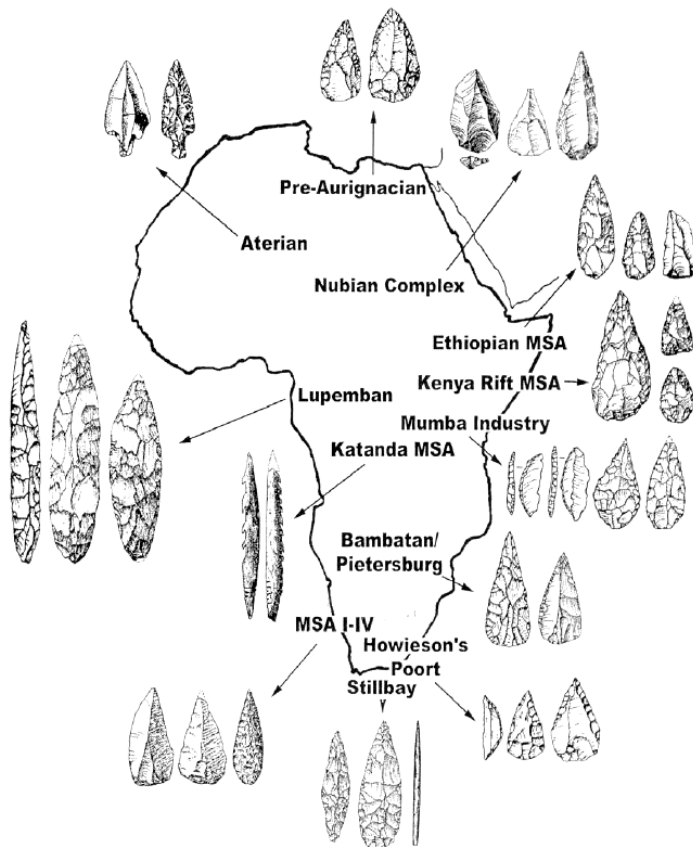 Pre-Aurignacian
Aterian
Nubian Complex
Ethiopian MSA
Kenya Rift MSA
Lupemban
Mumba Industry
Katanda MSA
Bambatan/
Pietersburg
MSA I-IV
Howieson's
Poort
Stillbay